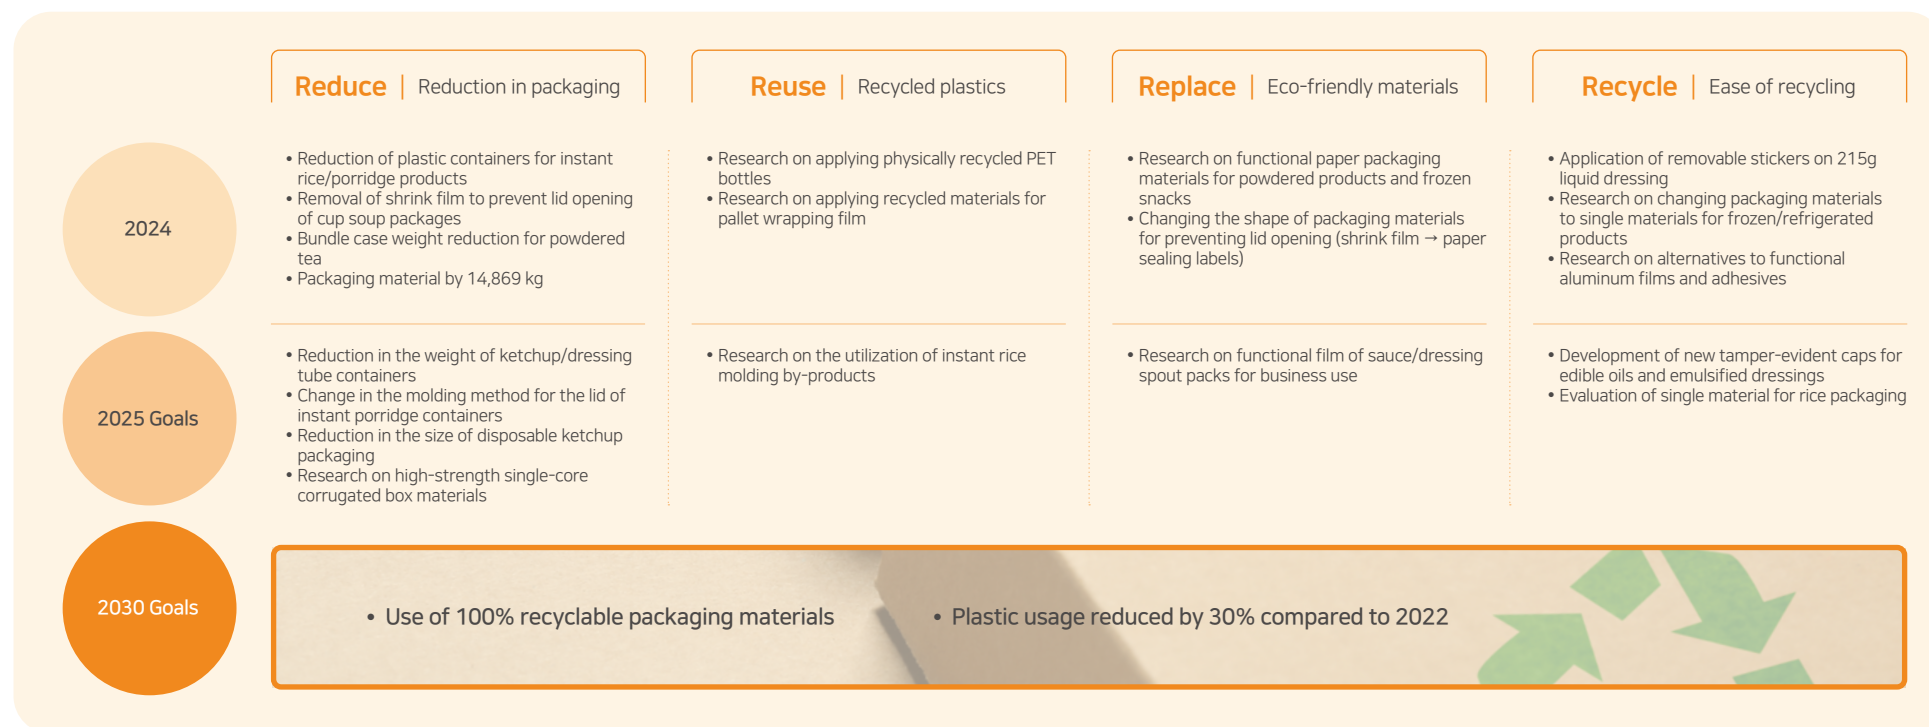 Reduce | Reduction in packaging
Reuse | Recycled plastics
Replace | Eco-friendly materials
Recycle | Ease of recycling
2024
• Reduction of plastic containers for instant
rice/porridge products
• Removal of shrink film to prevent lid opening
of cup soup packages
• Bundle case weight reduction for powdered
tea
• Packaging material by 14,869 kg
• Research on applying physically recycled PET
bottles
• Research on applying recycled materials for
pallet wrapping film
• Research on functional paper packaging
materials for powdered products and frozen
snacks
• Changing the shape of packaging materials
for preventing lid opening (shrink film → paper
sealing labels)
• Application of removable stickers on 215g
liquid dressing
• Research on changing packaging materials
to single materials for frozen/refrigerated
products
• Research on alternatives to functional
aluminum films and adhesives
2025 Goals
• Reduction in the weight of ketchup/dressing
tube containers
• Change in the molding method for the lid of
instant porridge containers
• Reduction in the size of disposable ketchup
packaging
• Research on high-strength single-core
corrugated box materials
• Research on the utilization of instant rice
molding by-products
• Research on functional film of sauce/dressing
spout packs for business use
• Development of new tamper-evident caps for
edible oils and emulsified dressings
• Evaluation of single material for rice packaging
2030 Goals
• Use of 100% recyclable packaging materials
• Plastic usage reduced by 30% compared to 2022